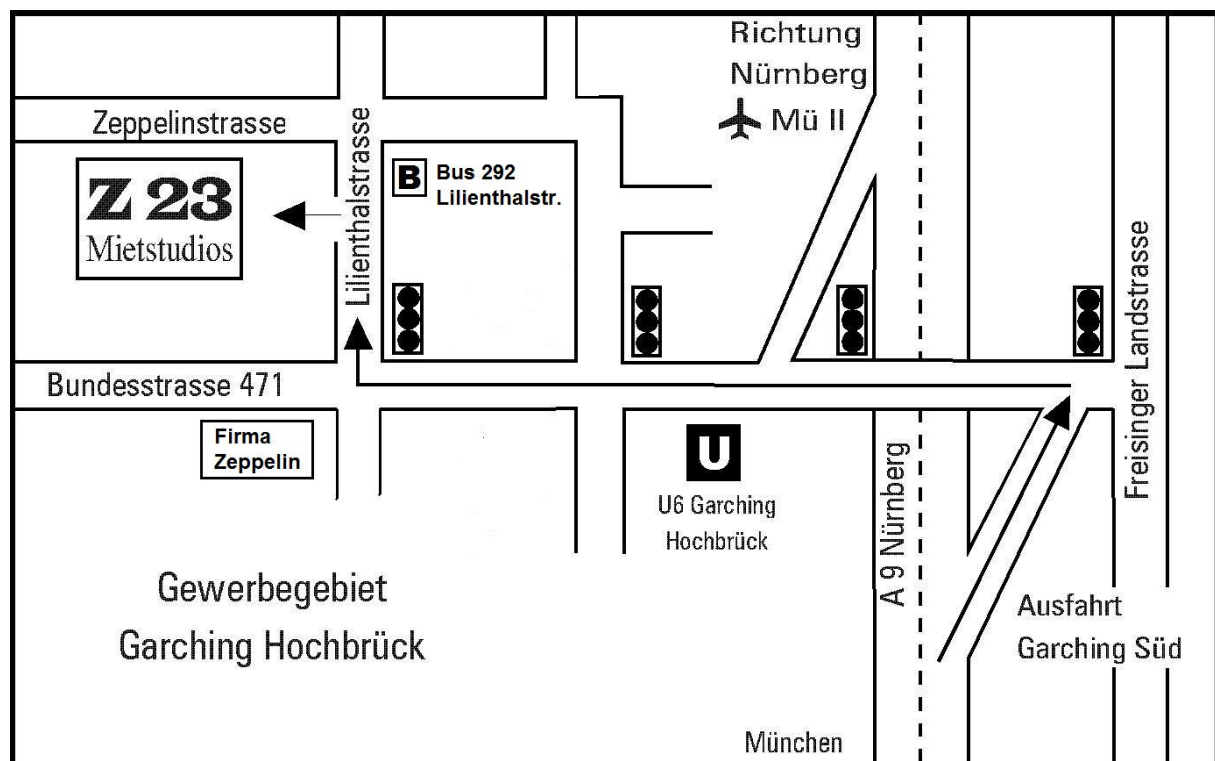 Richtung
Nürnberg
Mü II
Zeppelinstrasse
Z 23
Mietstudios
Lilienthalstrasse
B
Bus 292
Lilienthalstr.
Freisinger Landstrasse
Bundesstrasse 471
Firma
Zeppelin
U
U6 Garching
Hochbrück
A 9 Nürnberg
Gewerbegebiet
Garching Hochbrück
Ausfahrt
Garching Süd
München